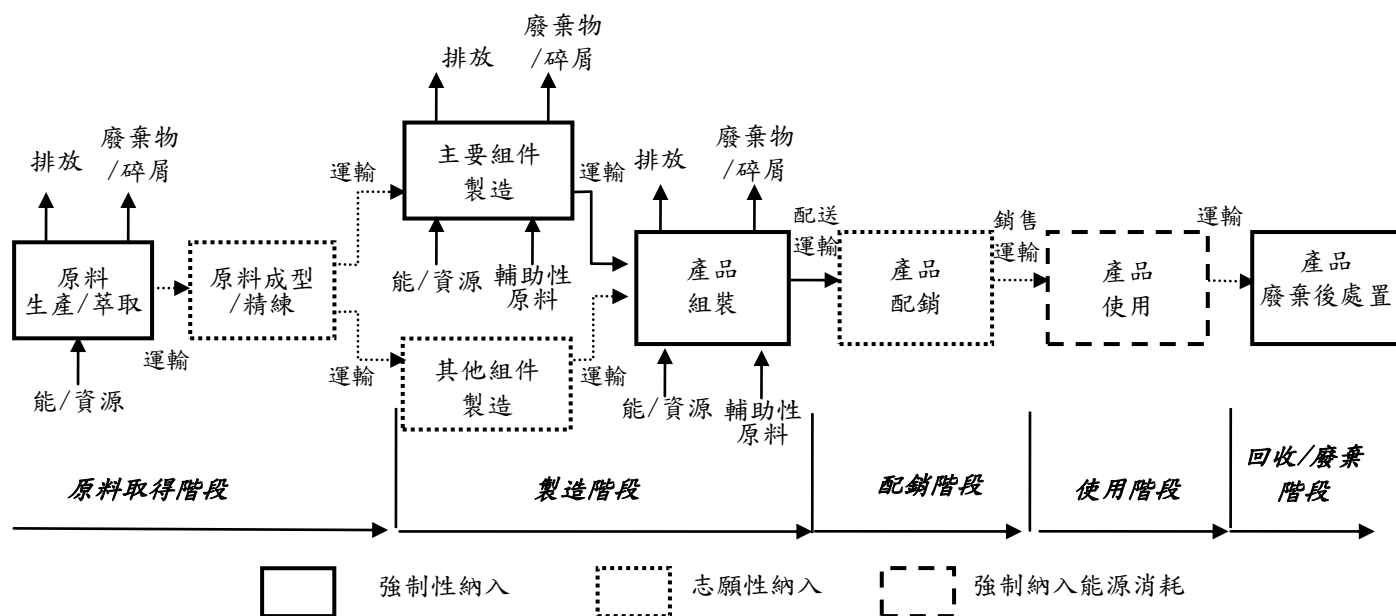 排放
廢棄物
/碎屑
原料
生產/萃取
能/資源
運輸
原料成型
/精練
運輸
運輸
排放
廢棄物
/碎屑
主要組件
製造
能/資源
輔助性
原料
運輸
其他組件
製造
運輸
排放
廢棄物
/碎屑
產品
組裝
能/資源
輔助性
原料
配送
運輸
產品
配銷
銷售
運輸
產品
使用
運輸
產品
廢棄後處置
原料取得階段
製造階段
配銷階段
使用階段
回收/廢棄
階段
強制性納入
志願性納入
強制納入能源消耗